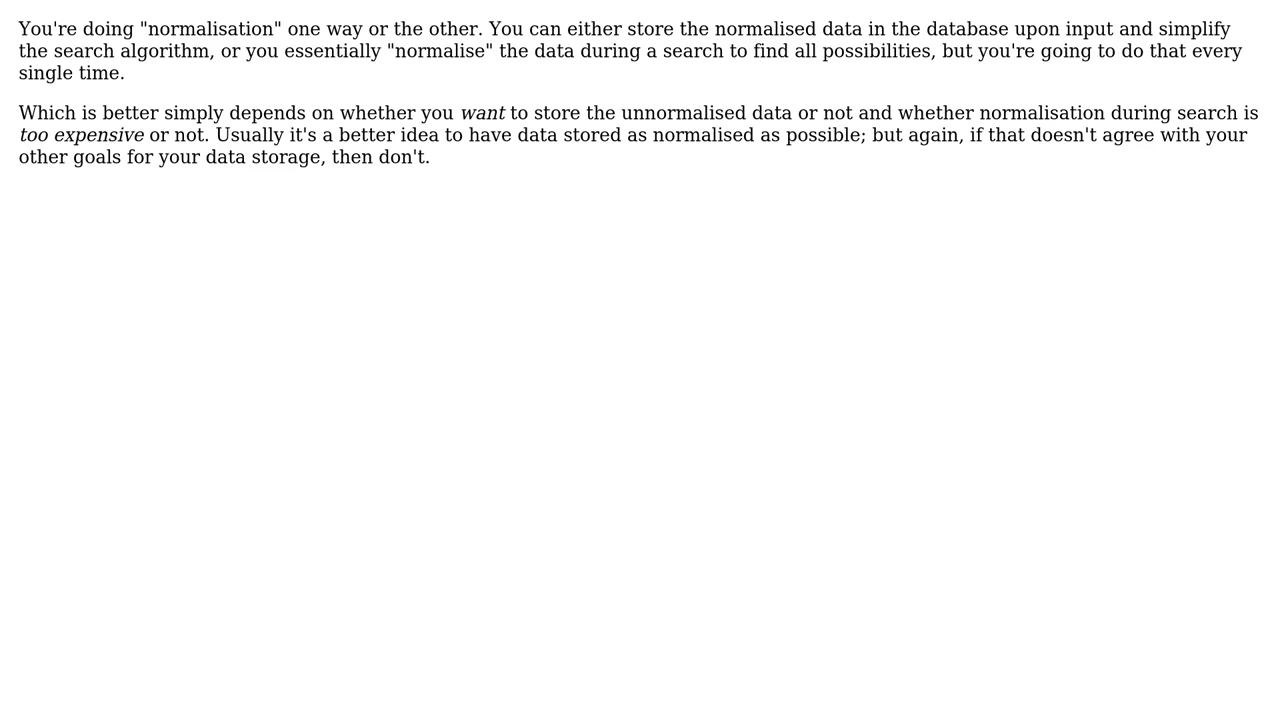 You're doing "normalisation" one way or the other. You can either store the normalised data in the database upon input and simplify
the search algorithm, or you essentially "normalise" the data during a search to find all possibilities, but you're going to do that every
single time.
Which is better simply depends on whether you want to store the unnormalised data or not and whether normalisation during search is
too expensive or not. Usually it's a better idea to have data stored as normalised as possible; but again, if that doesn't agree with your
other goals for your data storage, then don't.